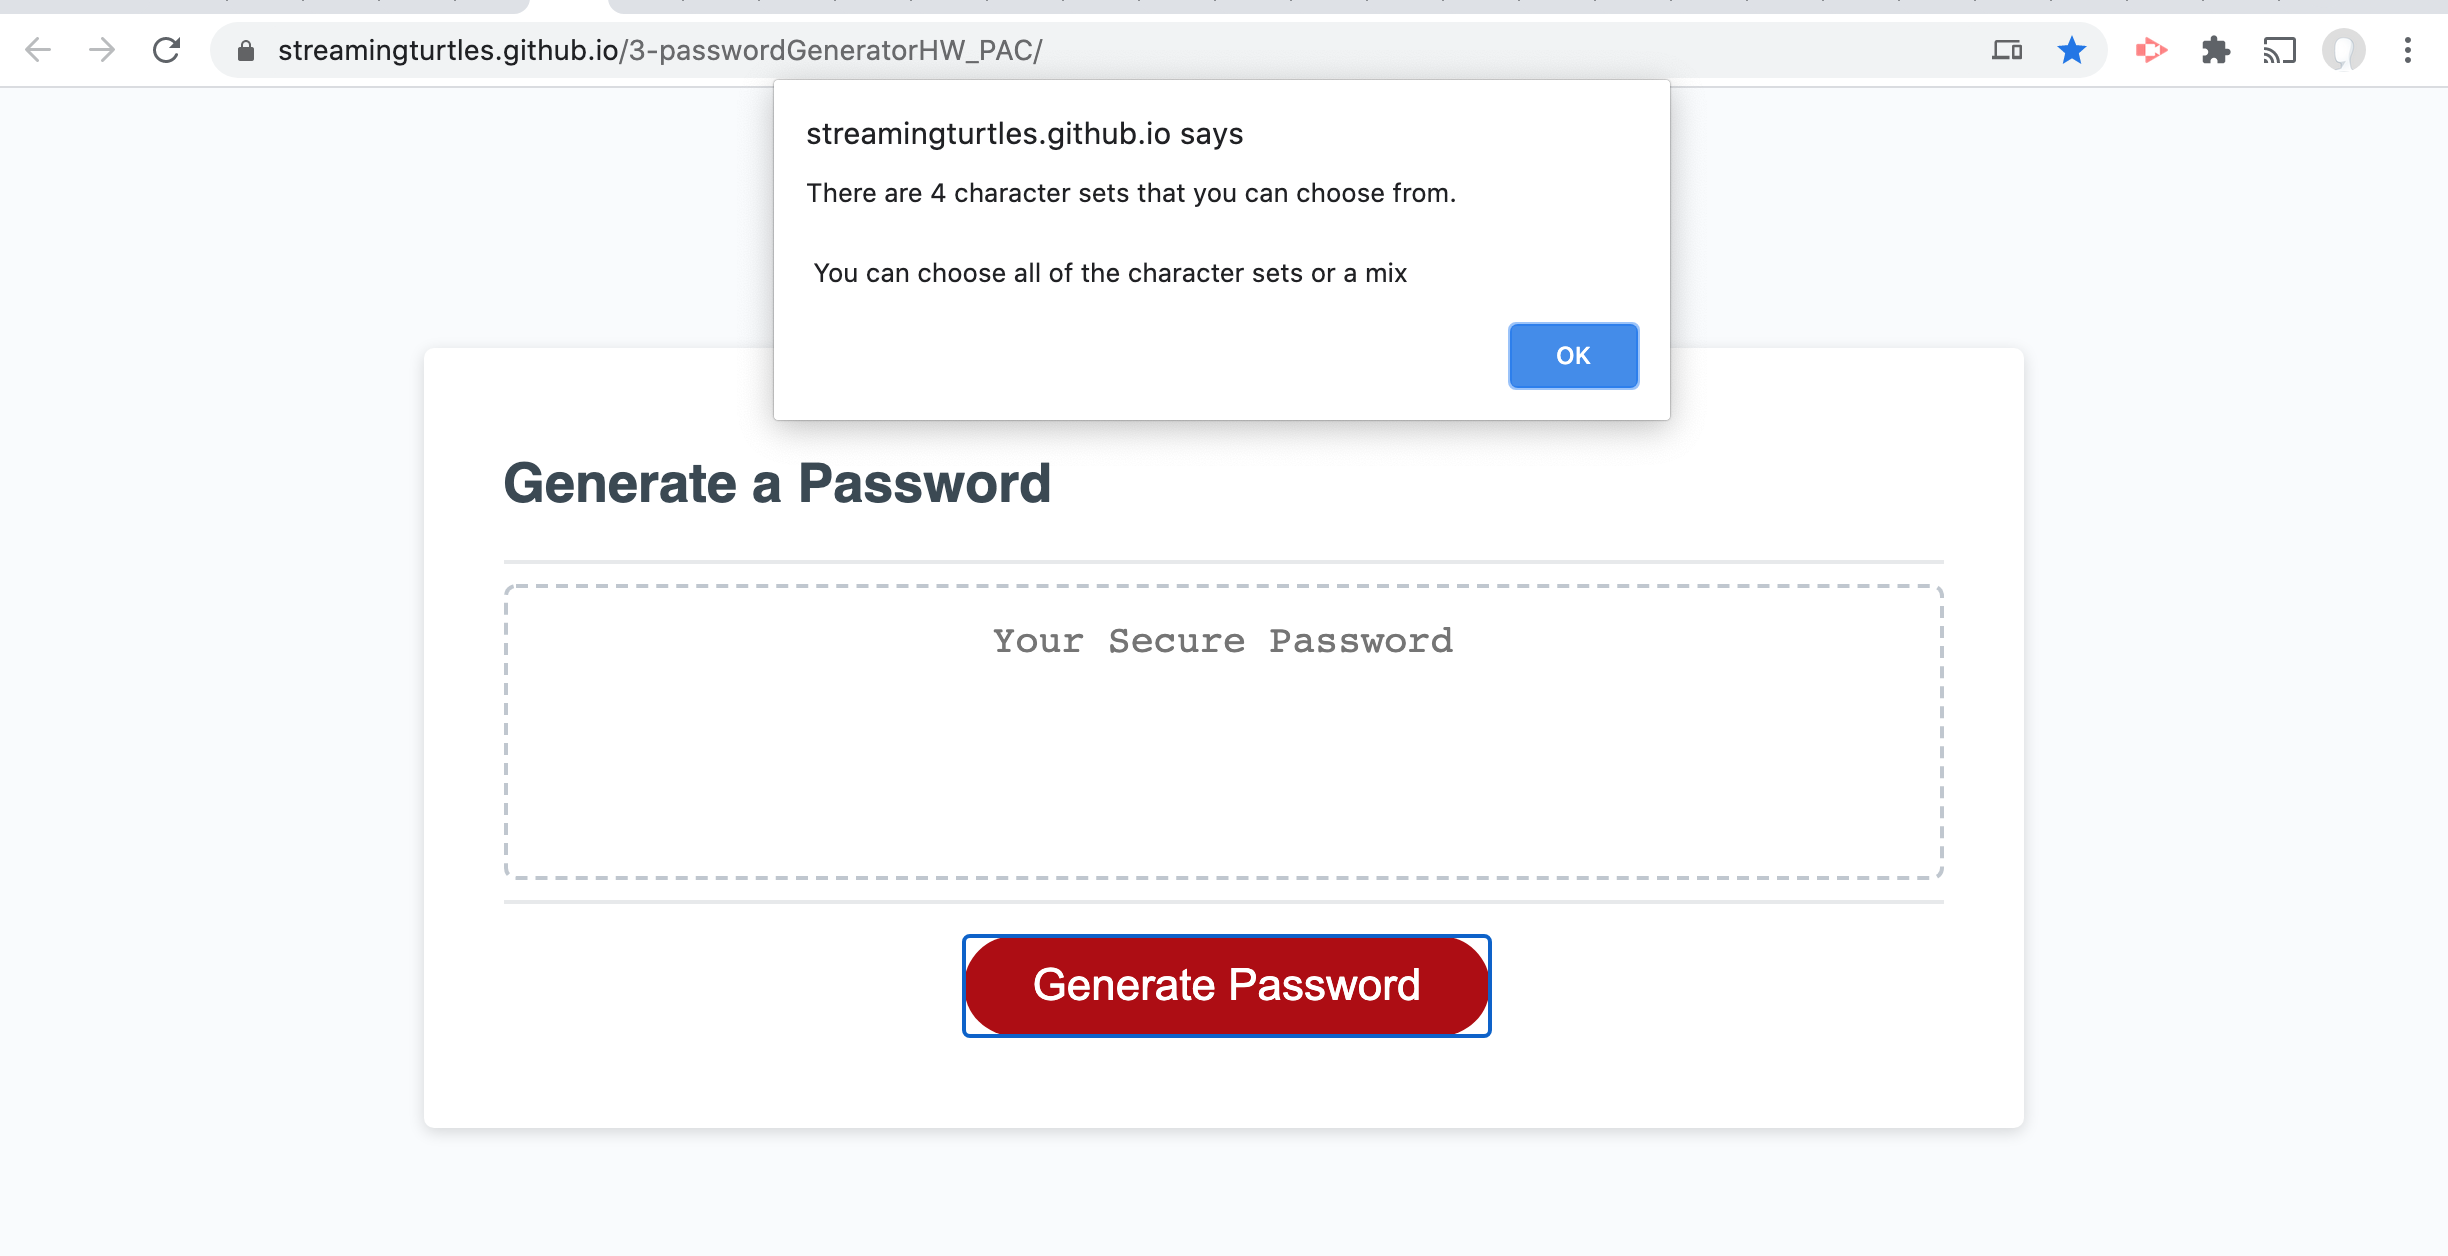 streamingturtles.github.io/3-passwordGeneratorHW_PAC/
streamingturtles.github.io says
There are 4 character sets that you can choose from.
You can choose all of the character sets or a mix
OK
Generate a Password
Your Secure Password
Generate Password